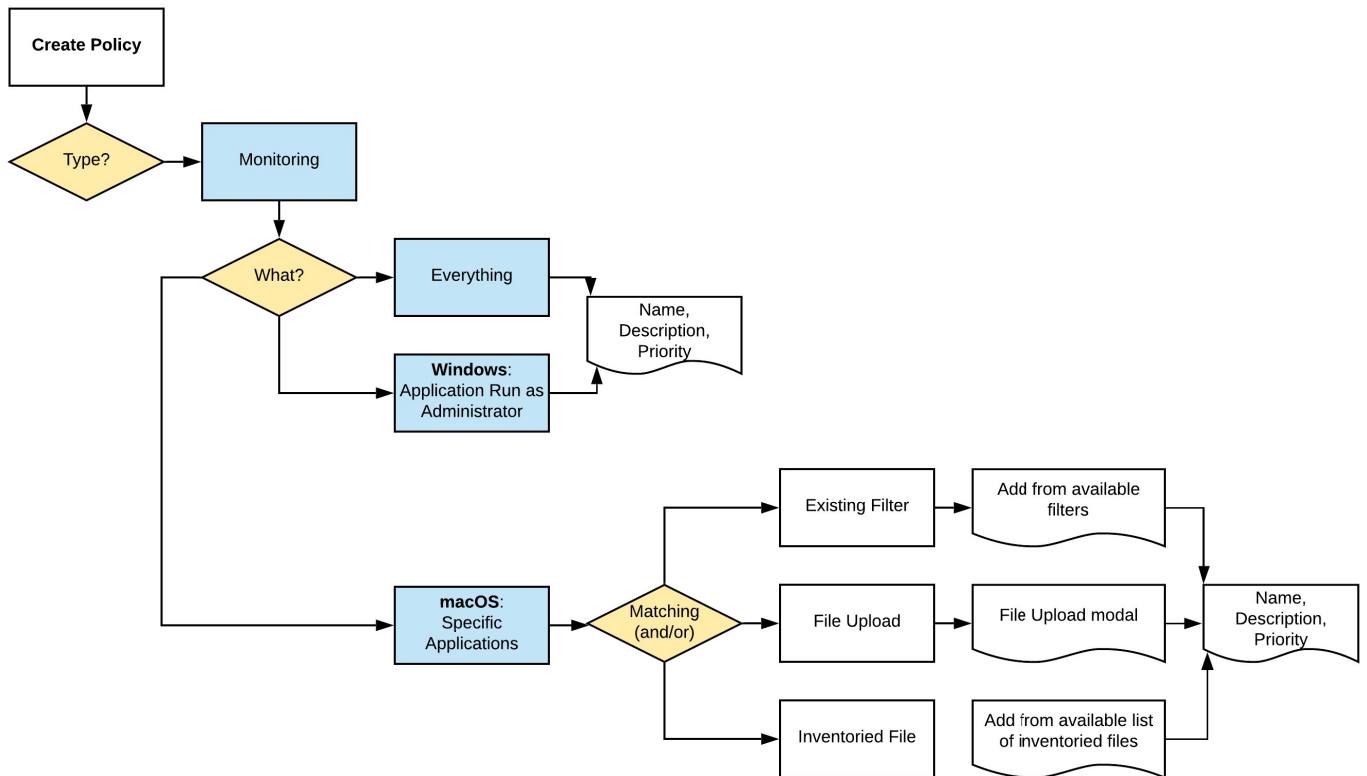 Create Policy
Type?
Monitoring
What?
Everything
Name,
Description,
Priority
Windows:
Application Run as
Administrator
Existing Filter
Add from available
filters
macOS:
Specific
Applications
Matching
(and/or)
File Upload
File Upload modal
Name,
Description,
Priority
Inventoried File
Add from available list
of inventoried files